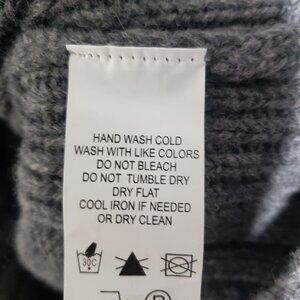 HAND WASH COLD
WASH WITH LIKE COLORS
DO NOT BLEACH
DO NOT TUMBLE DRY
DRY FLAT
COOL IRON IF NEEDED
OR DRY CLEAN
30C
P